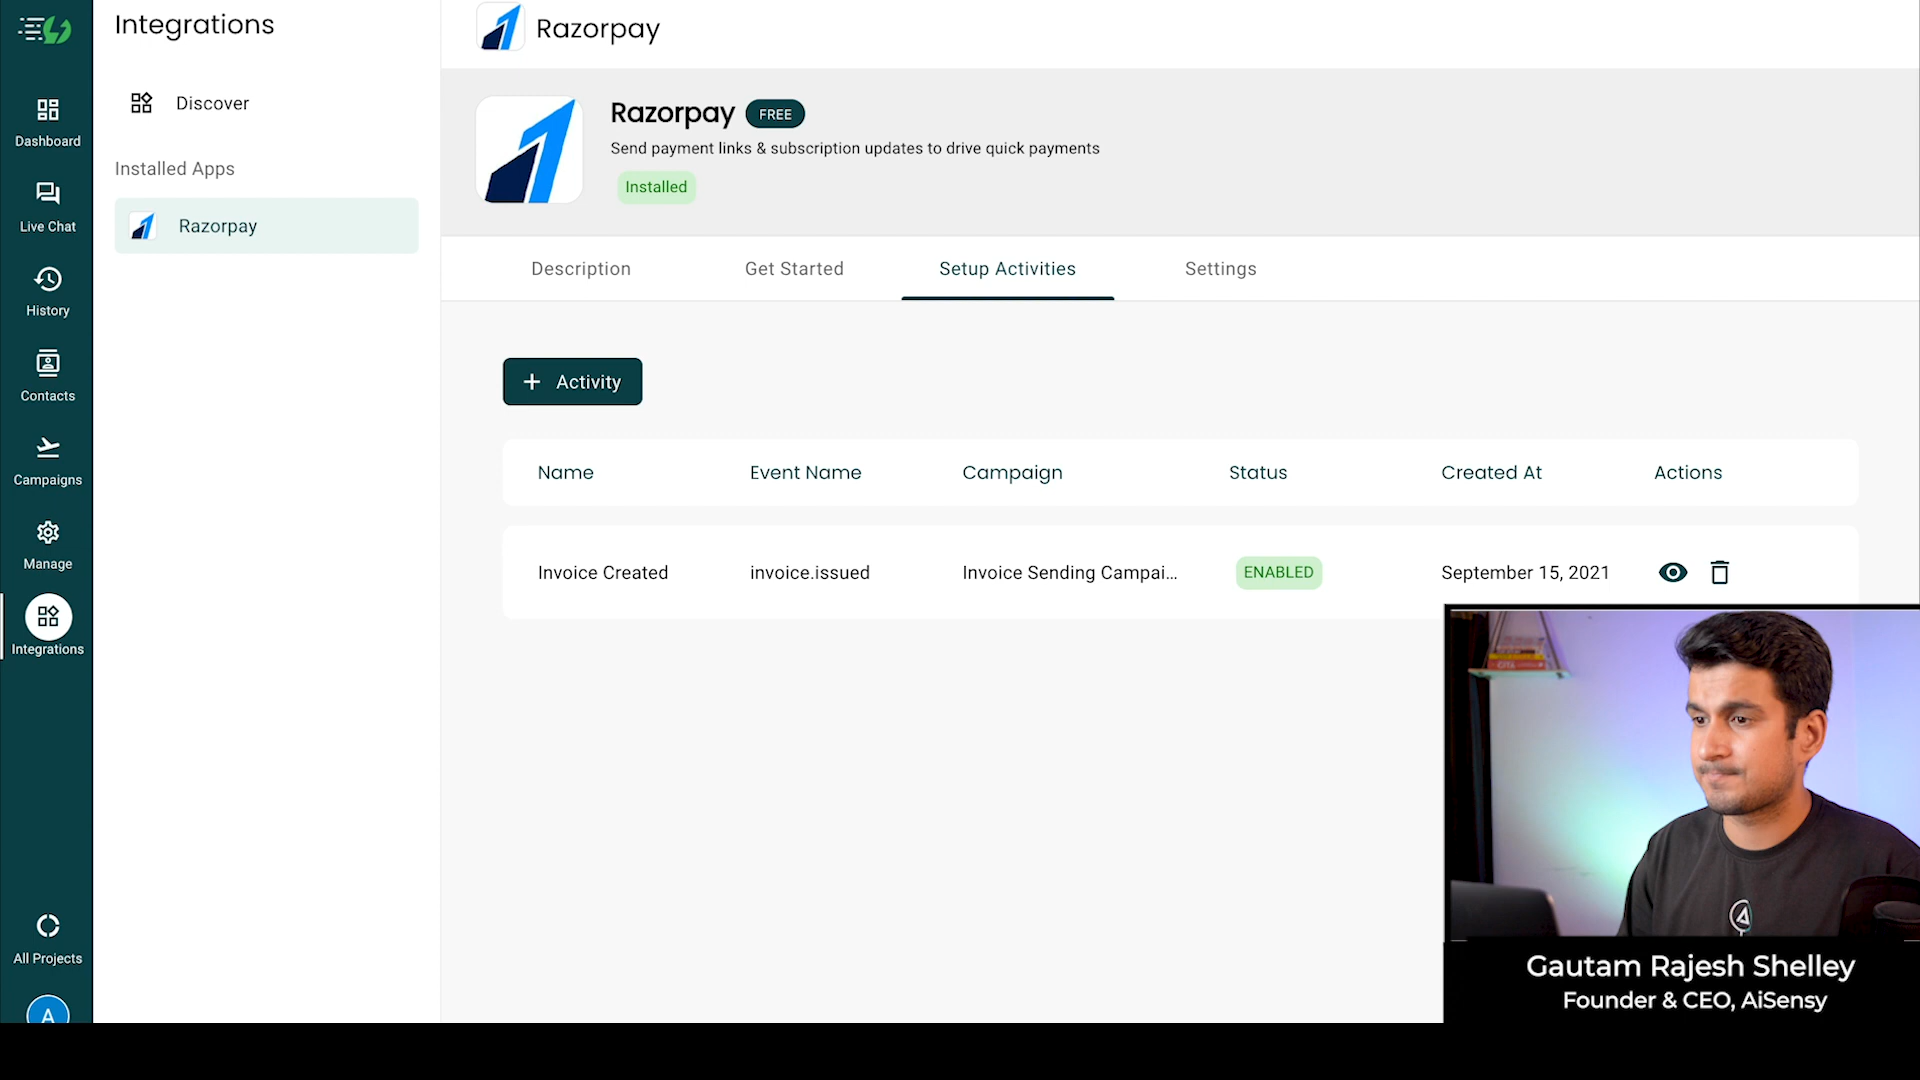 Integrations
Razorpay
Discover
Dashboard
Razorpay FREE
Send payment links & subscription updates to drive quick payments
Installed
Installed Apps
Razorpay
Live Chat
Description Get Started Setup Activities Settings
History
Contacts
+ Activity
Campaigns
Name Event Name Campaign Status Created At Actions
Manage
Invoice Created invoice.issued Invoice Sending Campai... ENABLED September 15, 2021
Integrations
All Projects
A
Gautam Rajesh Shelley
Founder & CEO, AiSensy